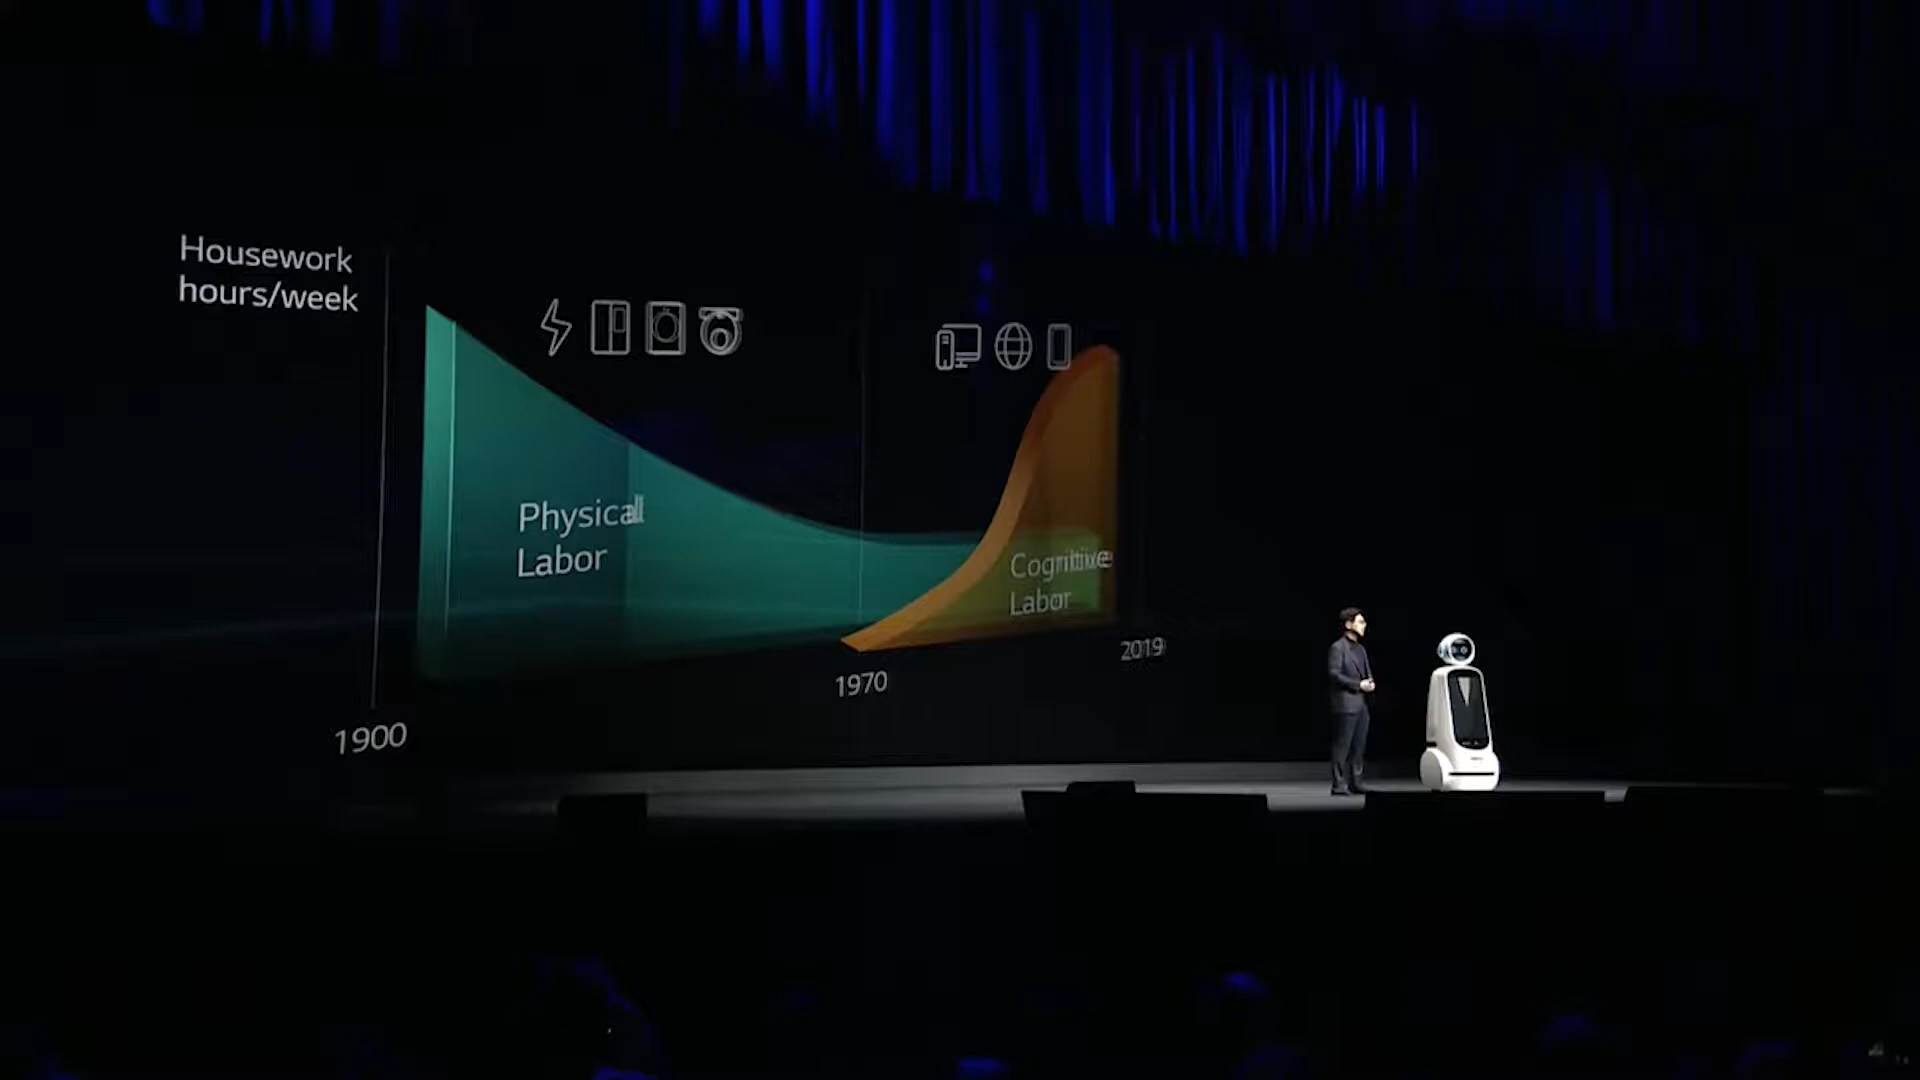 Housework
hours/week
Physical
Labor
Cognitive
Labor
1900
1970
2019